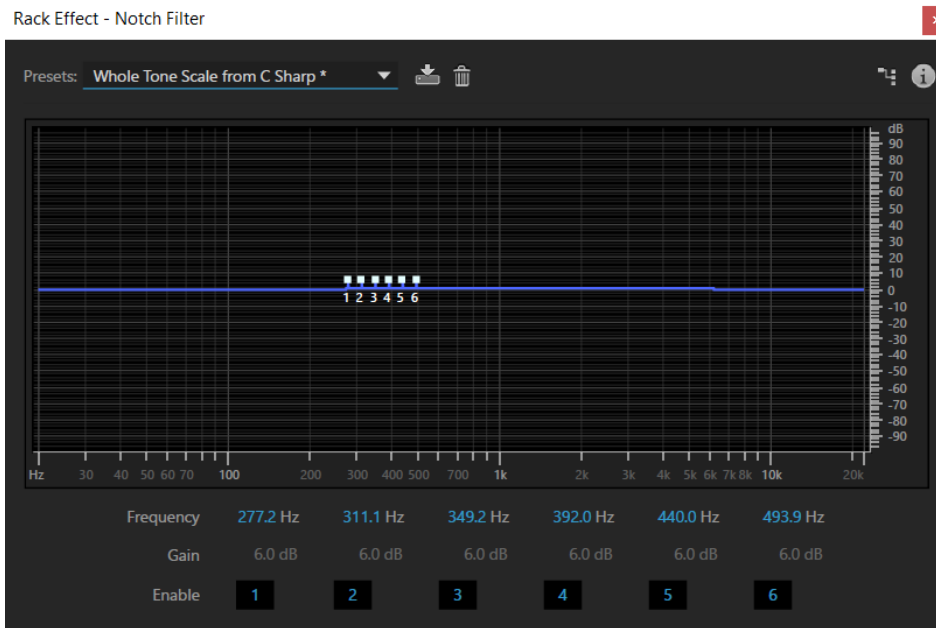 Rack Effect - Notch Filter
Presets: Whole Tone Scale from C Sharp *
dB
90
80
70
60
50
40
30
20
10
0
-10
-20
-30
-40
-50
-60
-70
-80
-90
1 2 3 4 5 6
Hz 30 40 50 60 70 100 200 300 400 500 700 1k 2k 3k 4k 5k 6k 7k 8k 10k 20k
Frequency 277.2 Hz 311.1 Hz 349.2 Hz 392.0 Hz 440.0 Hz 493.9 Hz
Gain 6.0 dB 6.0 dB 6.0 dB 6.0 dB 6.0 dB 6.0 dB
Enable 1 2 3 4 5 6